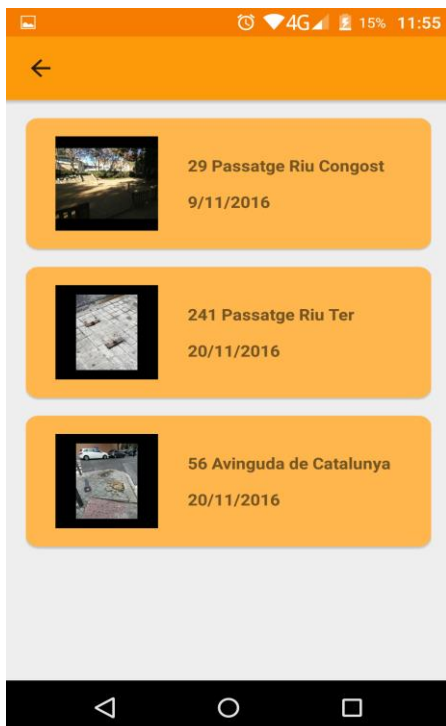 4G 15% 11:55
29 Passatge Riu Congost
9/11/2016
241 Passatge Riu Ter
20/11/2016
56 Avinguda de Catalunya
20/11/2016